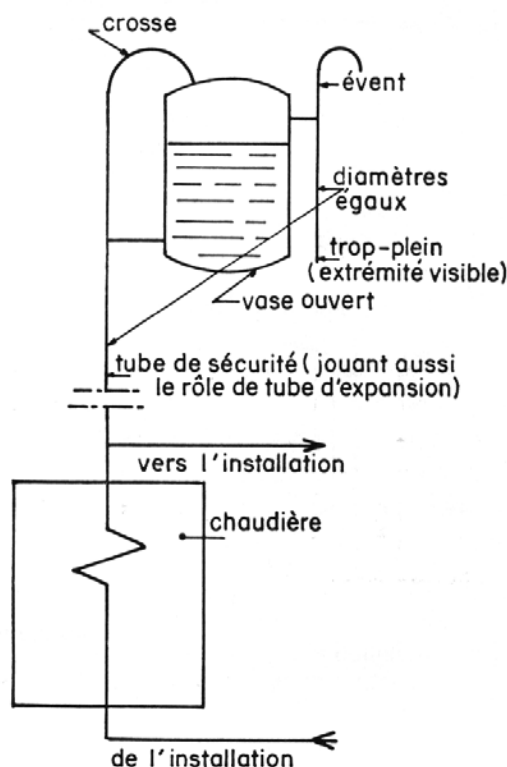 crosse
évent
diamètres
égaux
trop-plein
(extrémité visible)
vase ouvert
tube de sécurité (jouant aussi
le rôle de tube d'expansion)
vers l'installation
chaudière
de l'installation